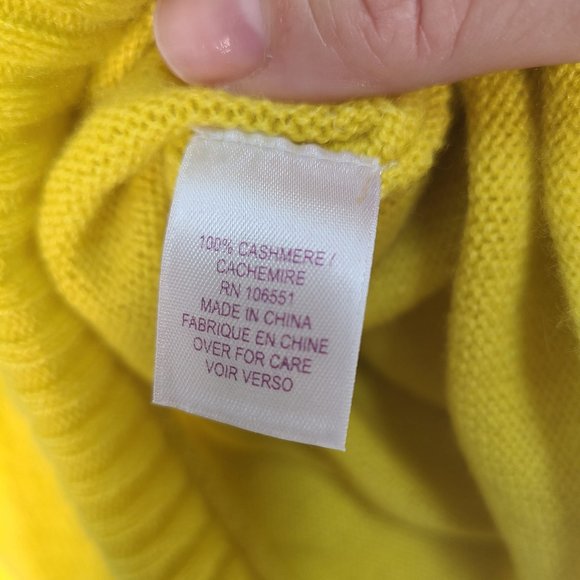 100% CASHMERE /
CACHEMIRE
RN 106551
MADE IN CHINA
FABRIQUE EN CHINE
OVER FOR CARE
VOIR VERSO